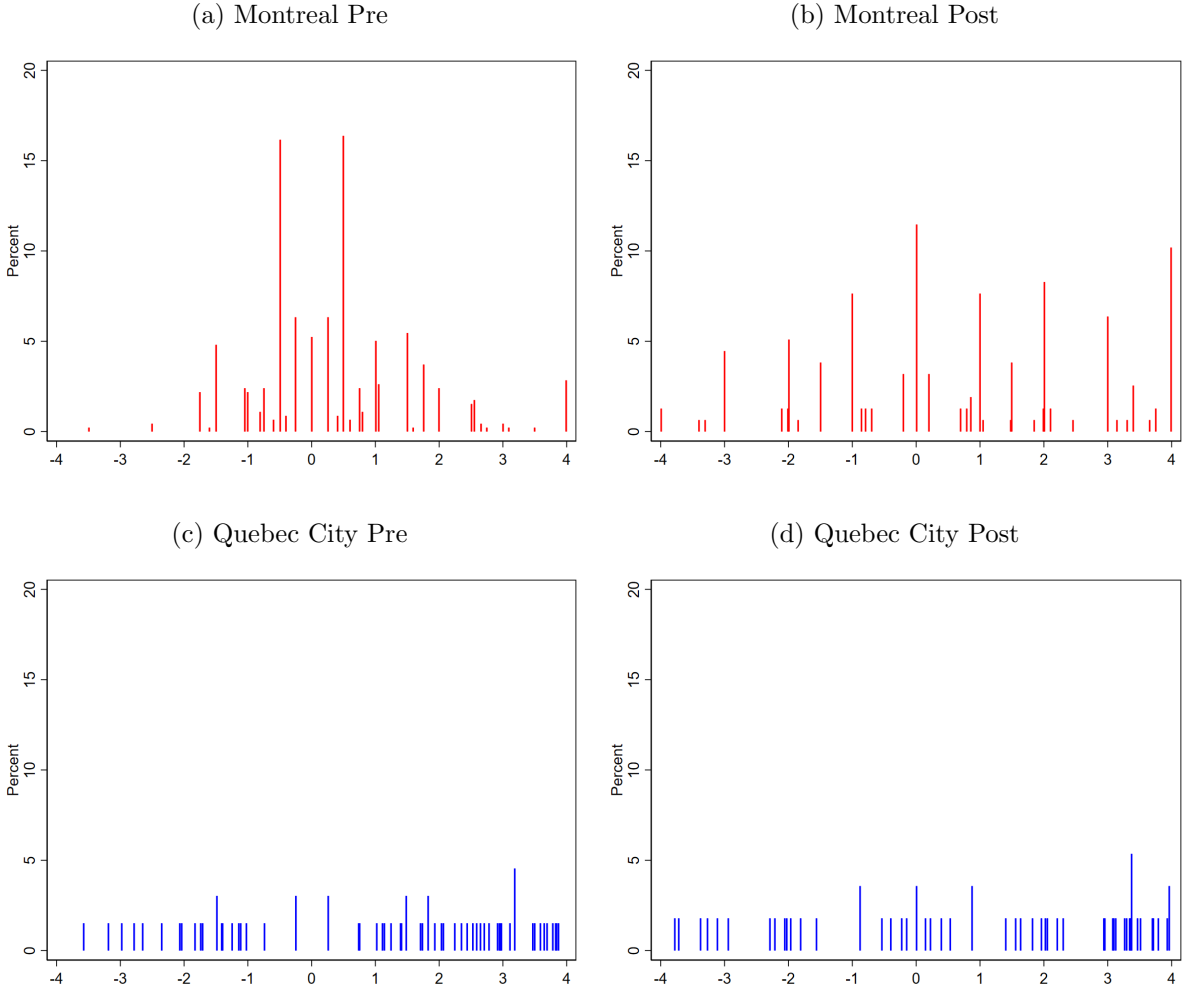 (a) Montreal Pre
(b) Montreal Post
Percent
0 5 10 15 20
-4 -3 -2 -1 0 1 2 3 4
Percent
0 5 10 15 20
-4 -3 -2 -1 0 1 2 3 4
(c) Quebec City Pre
(d) Quebec City Post
Percent
0 5 10 15 20
-4 -3 -2 -1 0 1 2 3 4
Percent
0 5 10 15 20
-4 -3 -2 -1 0 1 2 3 4